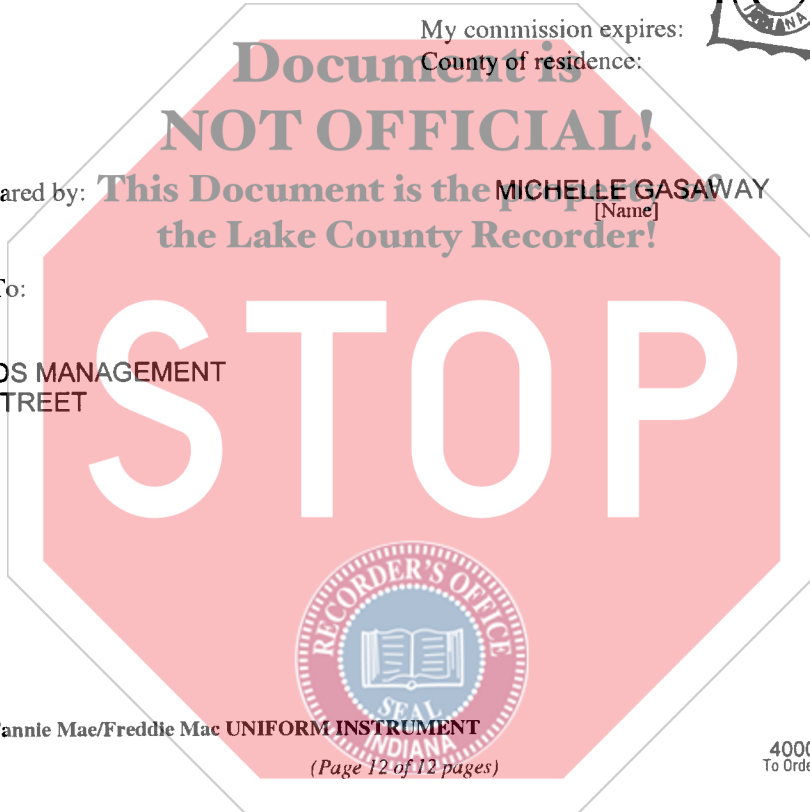 INDIANA
My commission expires:
Document is
County of residence:
NOT OFFICIAL!
ared by:
This Document is the property of
MICHELLE GASAWAY
[Name]
the Lake County Recorder!
To:
STOP
DS MANAGEMENT
TREET
RECORDER'S OFFICE
SEAL
INDIANA
annie Mae/Freddie Mac UNIFORM INSTRUMENT
(Page 12 of 12 pages)
4000
To Orde